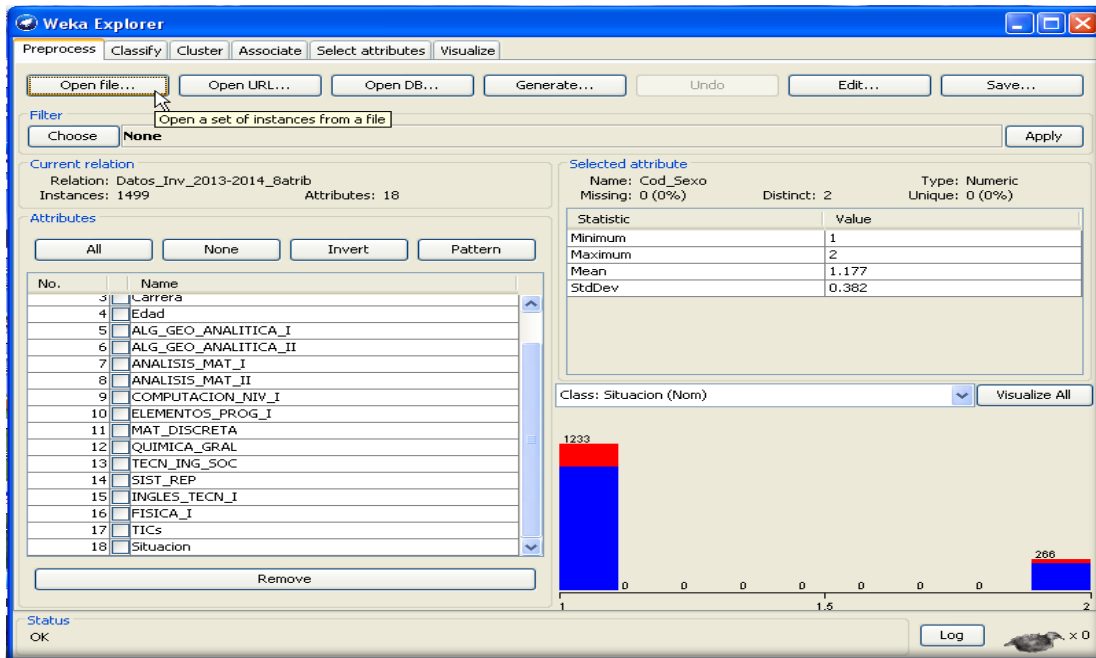 Weka Explorer
Preprocess Classify Cluster Associate Select attributes Visualize
Open file... Open URL... Open DB... Generate... Undo Edit... Save...
Open a set of instances from a file
Filter
Choose None Apply
Current relation
Relation: Datos_Inv_2013-2014_8atrib
Instances: 1499 Attributes: 18
Attributes
All None Invert Pattern
No. Name
3 Carrera
4 Edad
5 ALG_GEO_ANALITICA_I
6 ALG_GEO_ANALITICA_II
7 ANALISIS_MAT_I
8 ANALISIS_MAT_II
9 COMPUTACION_NIV_I
10 ELEMENTOS_PROG_I
11 MAT_DISCRETA
12 QUIMICA_GRAL
13 TECN_ING_SOC
14 SIST_REP
15 INGLES_TECN_I
16 FISICA_I
17 TICs
18 Situacion
Remove
Selected attribute
Name: Cod_Sexo Type: Numeric
Missing: 0 (0%) Distinct: 2 Unique: 0 (0%)
Statistic Value
Minimum 1
Maximum 2
Mean 1.177
StdDev 0.382
Class: Situacion (Nom) Visualize All
1233
266
0 0 0 0 0 0 0
1 1.5 2
Status
OK
Log x 0